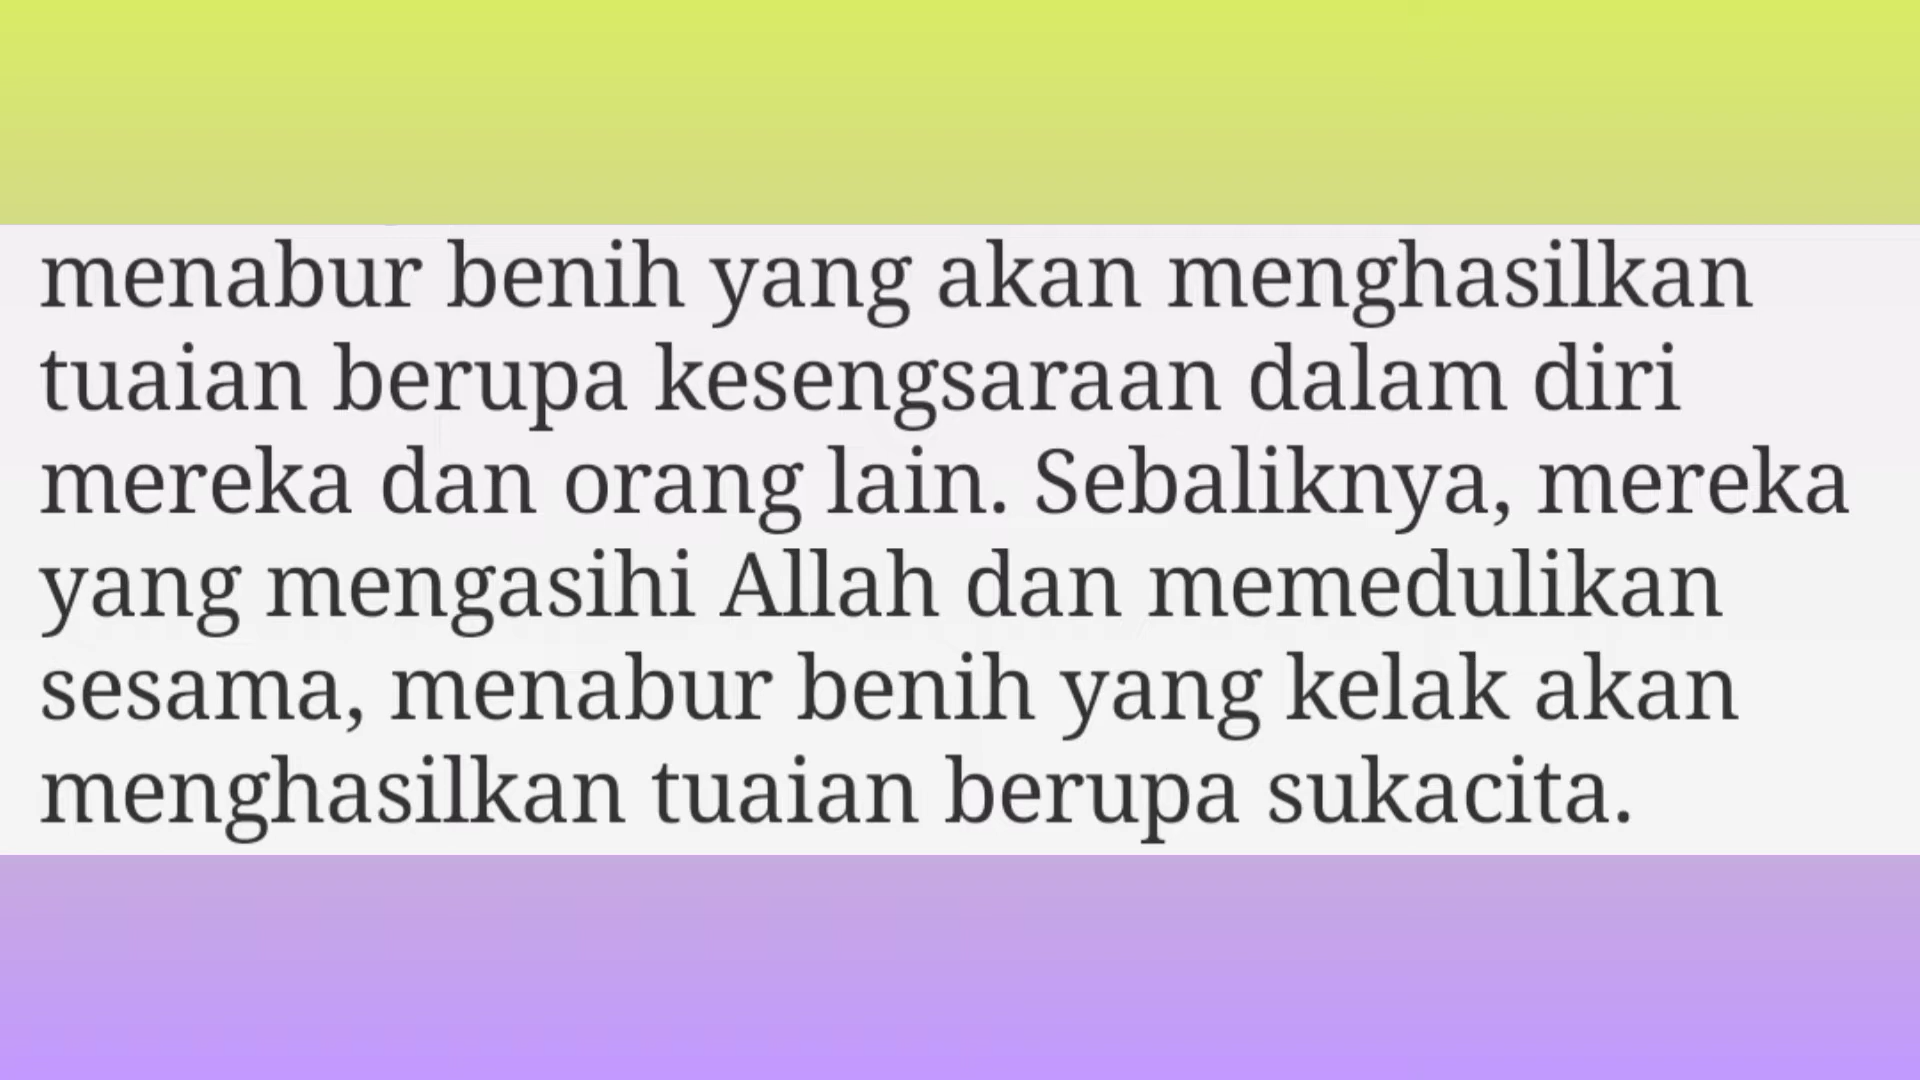 menabur benih yang akan menghasilkan
tuaian berupa kesengsaraan dalam diri
mereka dan orang lain. Sebaliknya, mereka
yang mengasihi Allah dan memedulikan
sesama, menabur benih yang kelak akan
menghasilkan tuaian berupa sukacita.